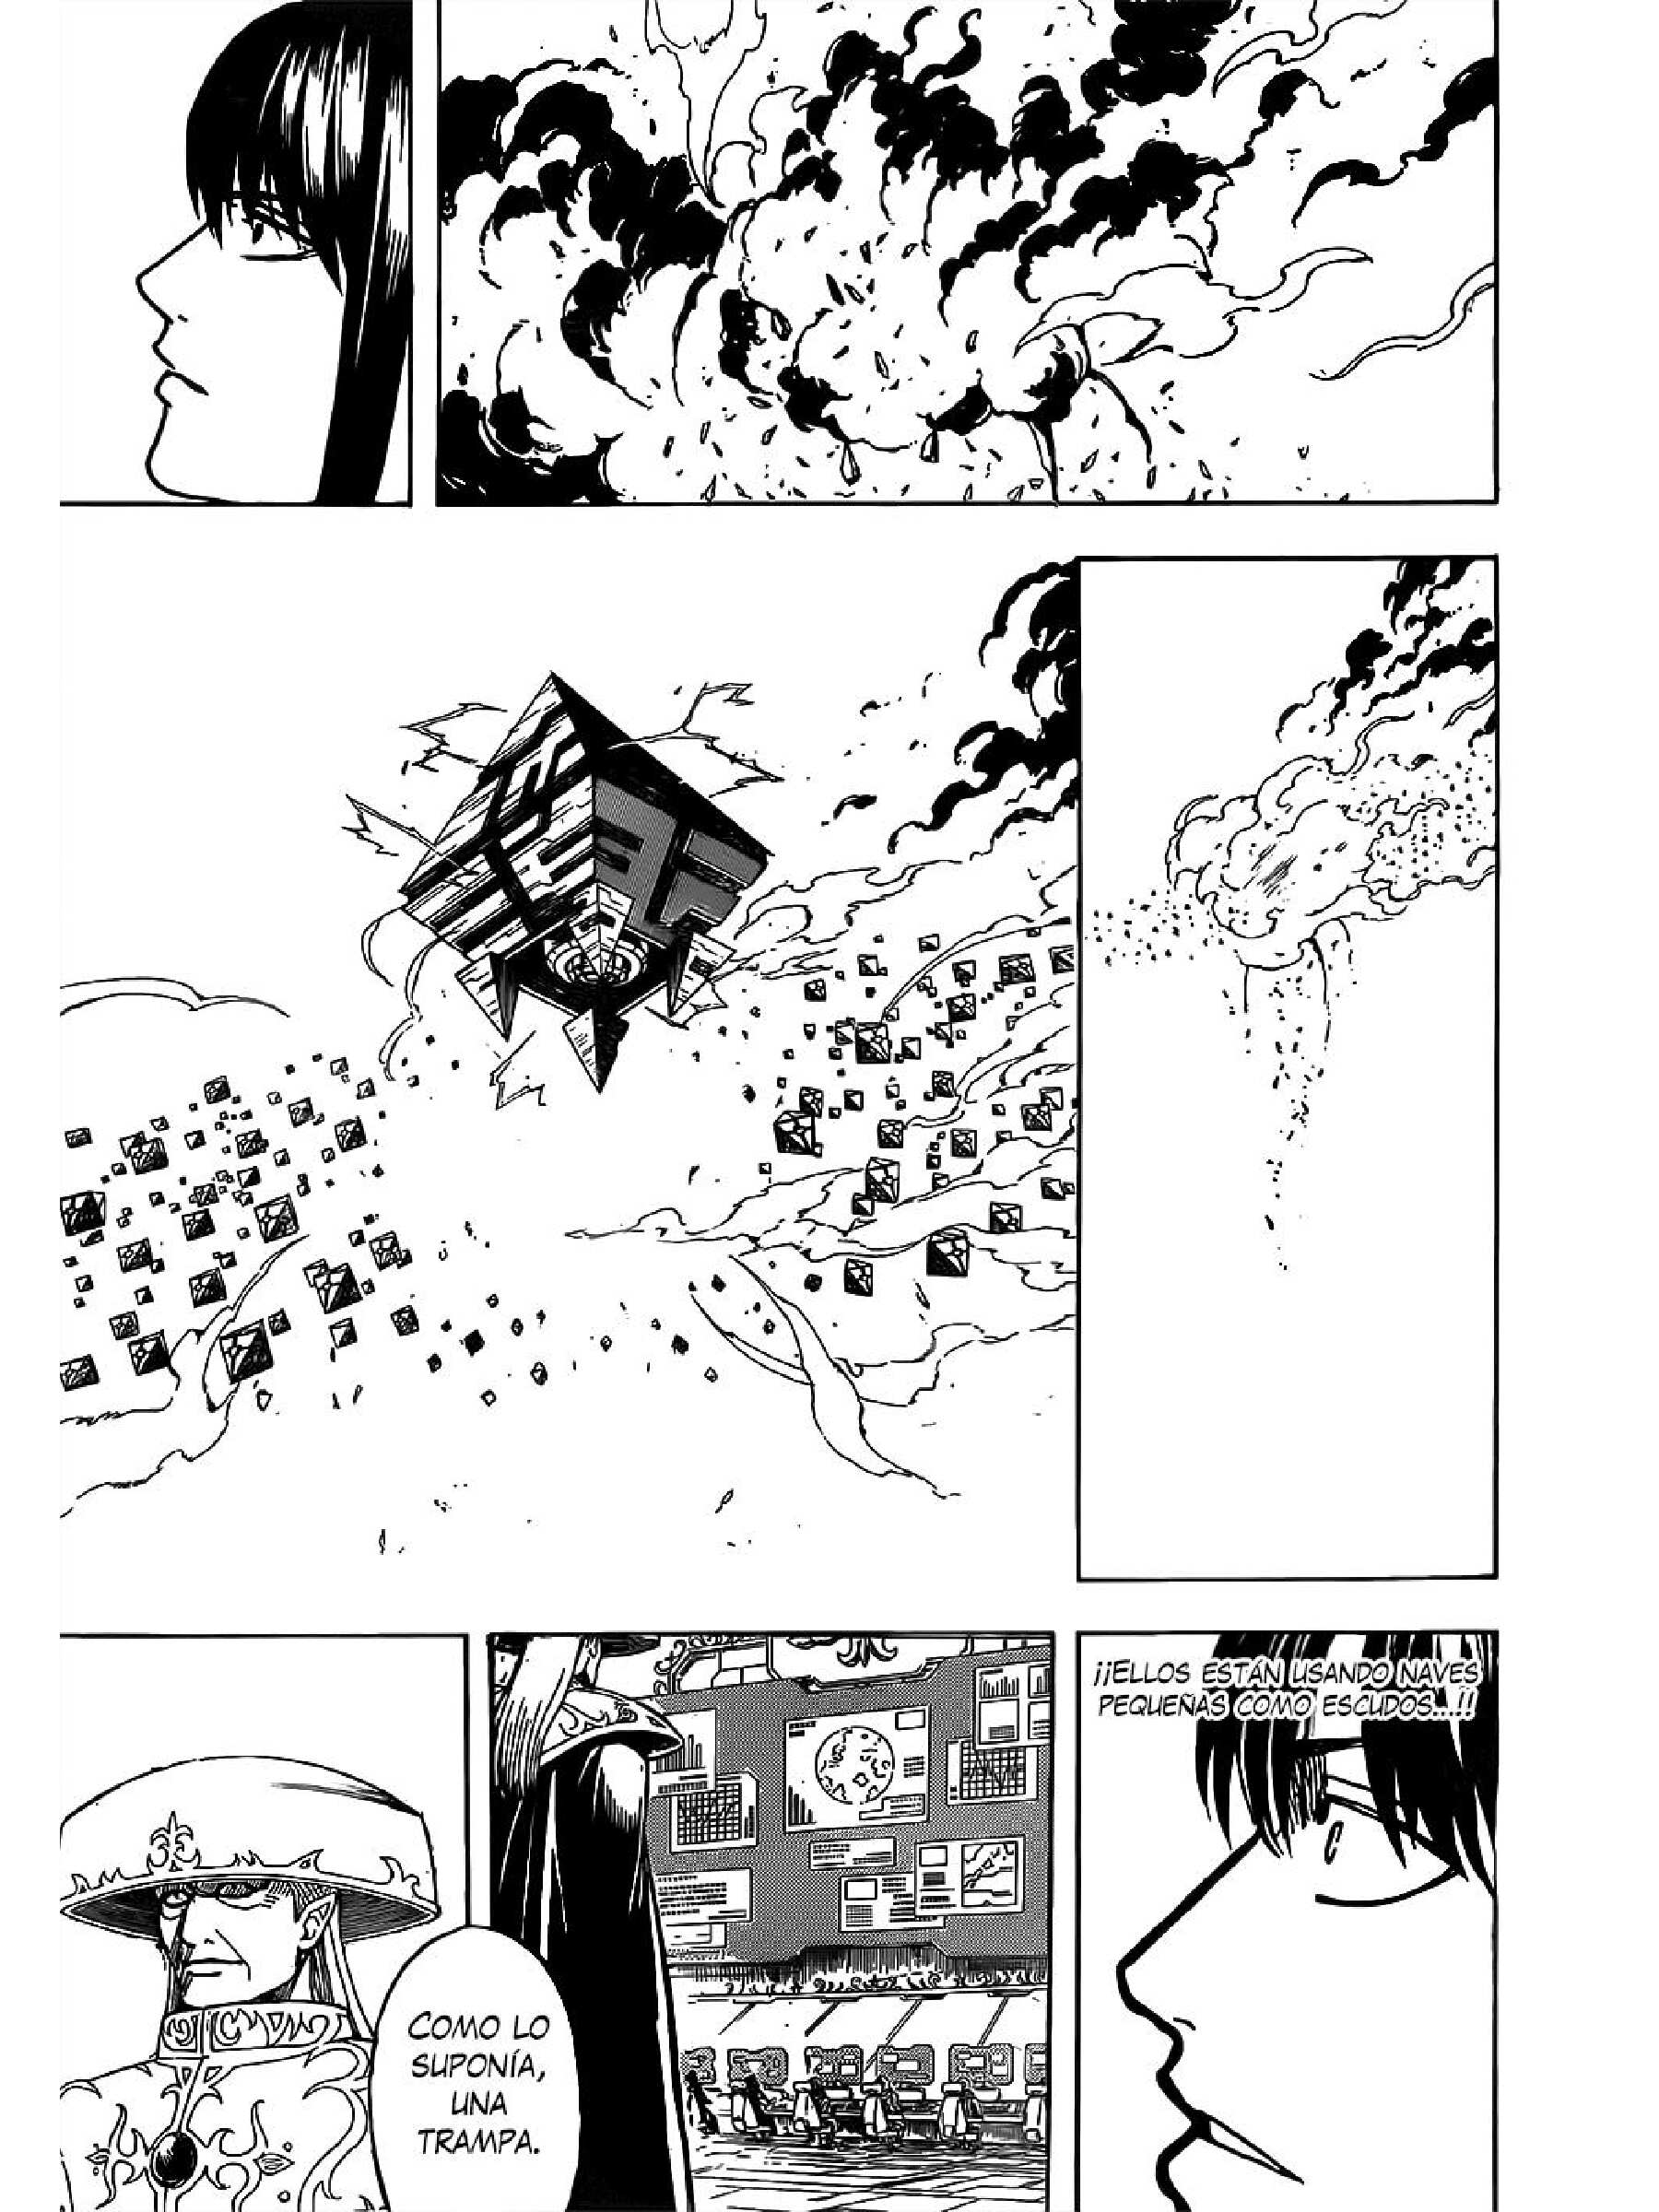 ¡¡ELLOS ESTÁN USANDO NAVES
PEQUEÑAS COMO ESCUDOS...!!
COMO LO
SUPONÍA,
UNA
TRAMPA.